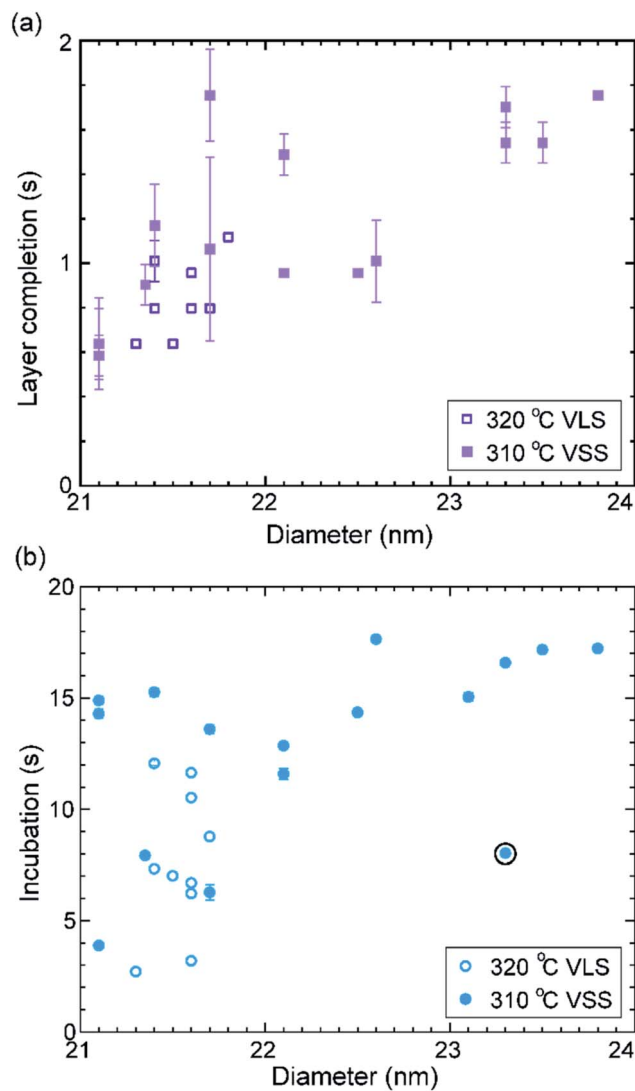 (a)
2
1
0
Layer completion (s)
320 °C VLS
310 °C VSS
21
22
23
24
Diameter (nm)
(b)
20
15
10
5
0
Incubation (s)
320 °C VLS
310 °C VSS
21
22
23
24
Diameter (nm)